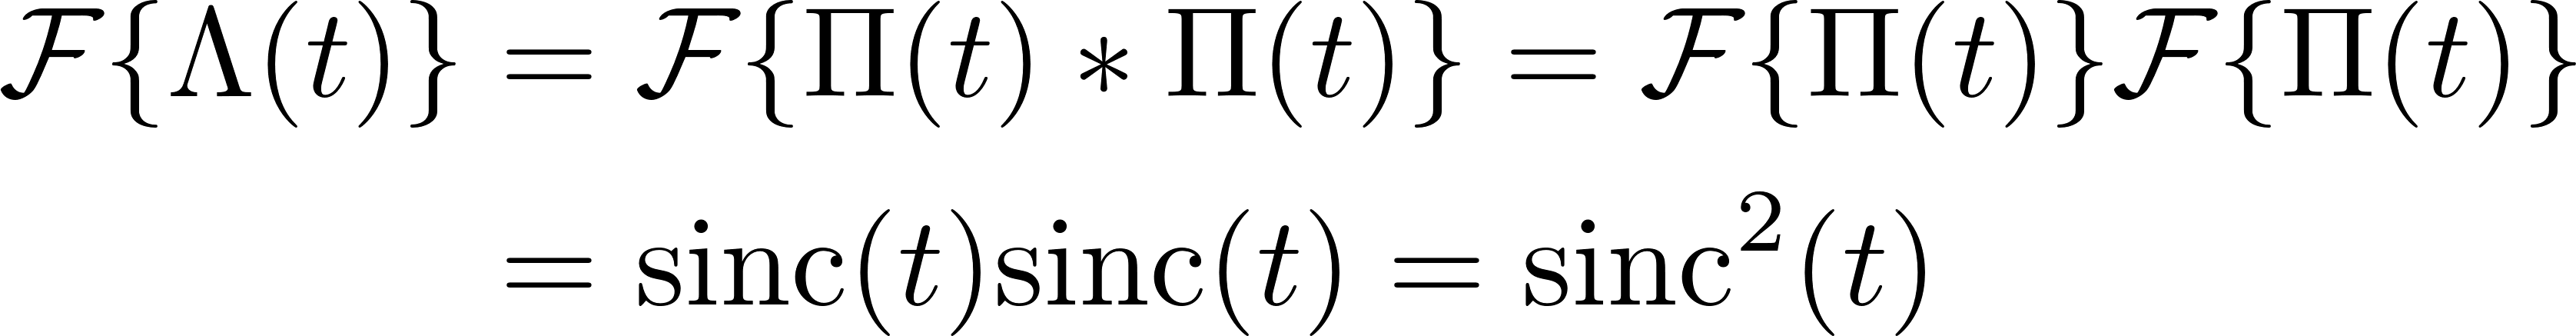 ℱ{Λ(t)} = ℱ{Π(t) ∗ Π(t)} = ℱ{Π(t)}ℱ{Π(t)}
= sinc(t)sinc(t) = sinc²(t)